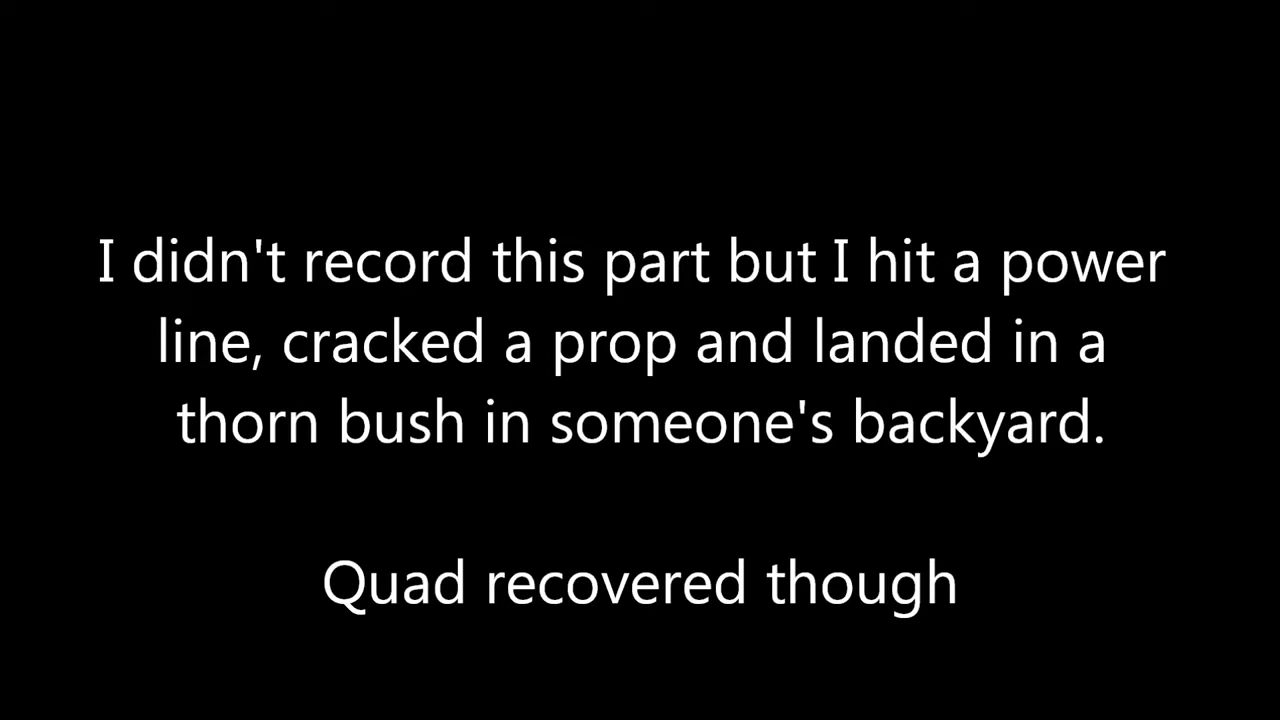 I didn't record this part but I hit a power
line, cracked a prop and landed in a
thorn bush in someone's backyard.
Quad recovered though